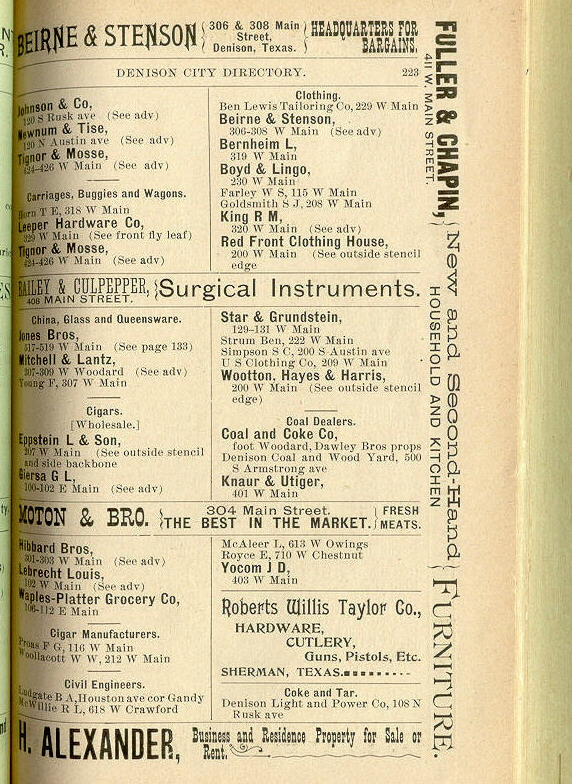 BEIRNE & STENSON { 306 & 308 Main Street, Denison, Texas. } HEADQUARTERS FOR BARGAINS.
DENISON CITY DIRECTORY. 223
Johnson & Co,
120 S Rusk ave (See adv)
Newnum & Tise,
120 N Austin ave (See adv)
Tignor & Mosse,
424-426 W Main (See adv)
Carriages, Buggies and Wagons.
Horn T E, 318 W Main
Leeper Hardware Co,
329 W Main (See front fly leaf)
Tignor & Mosse,
424-426 W Main (See adv)
Clothing.
Ben Lewis Tailoring Co, 229 W Main
Beirne & Stenson,
306-308 W Main (See adv)
Bernheim L,
319 W Main
Boyd & Lingo,
230 W Main
Farley W S, 115 W Main
Goldsmith S J, 208 W Main
King R M,
320 W Main (See adv)
Red Front Clothing House,
200 W Main (See outside stencil
edge
BAILEY & CULPEPPER,
408 MAIN STREET. } Surgical Instruments.
China, Glass and Queensware.
Jones Bros,
517-519 W Main (See page 133)
Mitchell & Lantz,
207-309 W Woodard (See adv)
Young F, 307 W Main
Cigars.
[Wholesale.]
Eppstein L & Son,
207 W Main (See outside stencil
and side backbone
Giersa G L,
100-102 E Main (See adv)
Star & Grundstein,
129-131 W Main
Strum Ben, 222 W Main
Simpson S C, 200 S Austin ave
U S Clothing Co, 209 W Main
Wootton, Hayes & Harris,
200 W Main (See outside stencil
edge)
Coal Dealers.
Coal and Coke Co,
foot Woodard, Dawley Bros props
Denison Coal and Wood Yard, 500
S Armstrong ave
Knaur & Utiger,
401 W Main
MOTON & BRO. } 304 Main Street.
THE BEST IN THE MARKET. } FRESH MEATS.
Hibbard Bros,
301-303 W Main (See adv)
Lebrecht Louis,
102 W Main (See adv)
Waples-Platter Grocery Co,
106-112 E Main
Cigar Manufacturers.
Proas F G, 116 W Main
Woollacott W W, 212 W Main
Civil Engineers.
Ludgate B A, Houston ave cor Gandy
McWillie R L, 618 W Crawford
McAleer L, 613 W Owings
Royce E, 710 W Chestnut
Yocom J D,
403 W Main
Roberts Willis Taylor Co.,
HARDWARE,
CUTLERY,
Guns, Pistols, Etc.
SHERMAN, TEXAS.
Coke and Tar.
Denison Light and Power Co, 108 N
Rusk ave
H. ALEXANDER, { Business and Residence Property for Sale or
Rent.
FULLER & CHAPIN,
411 W. MAIN STREET. } New and Second-Hand
HOUSEHOLD AND KITCHEN } FURNITURE.